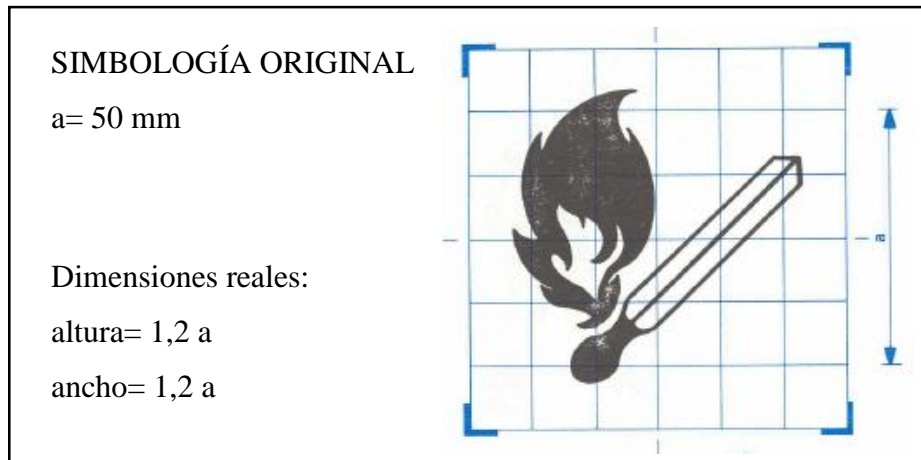 SIMBOLOGÍA ORIGINAL
a= 50 mm
a
Dimensiones reales:
altura= 1,2 a
ancho= 1,2 a